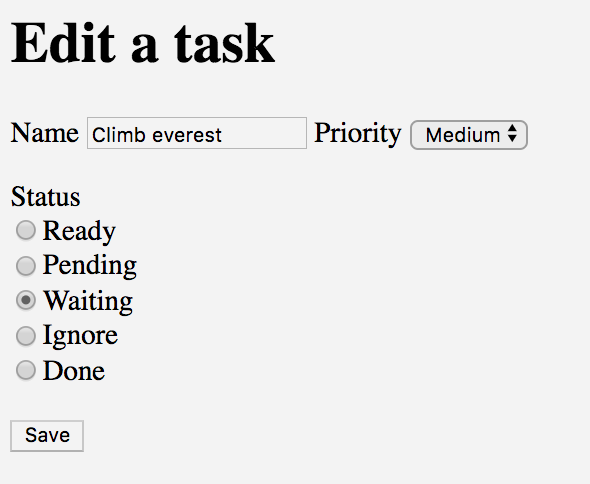 Edit a task
Name Climb everest Priority Medium
Status
Ready
Pending
Waiting
Ignore
Done
Save